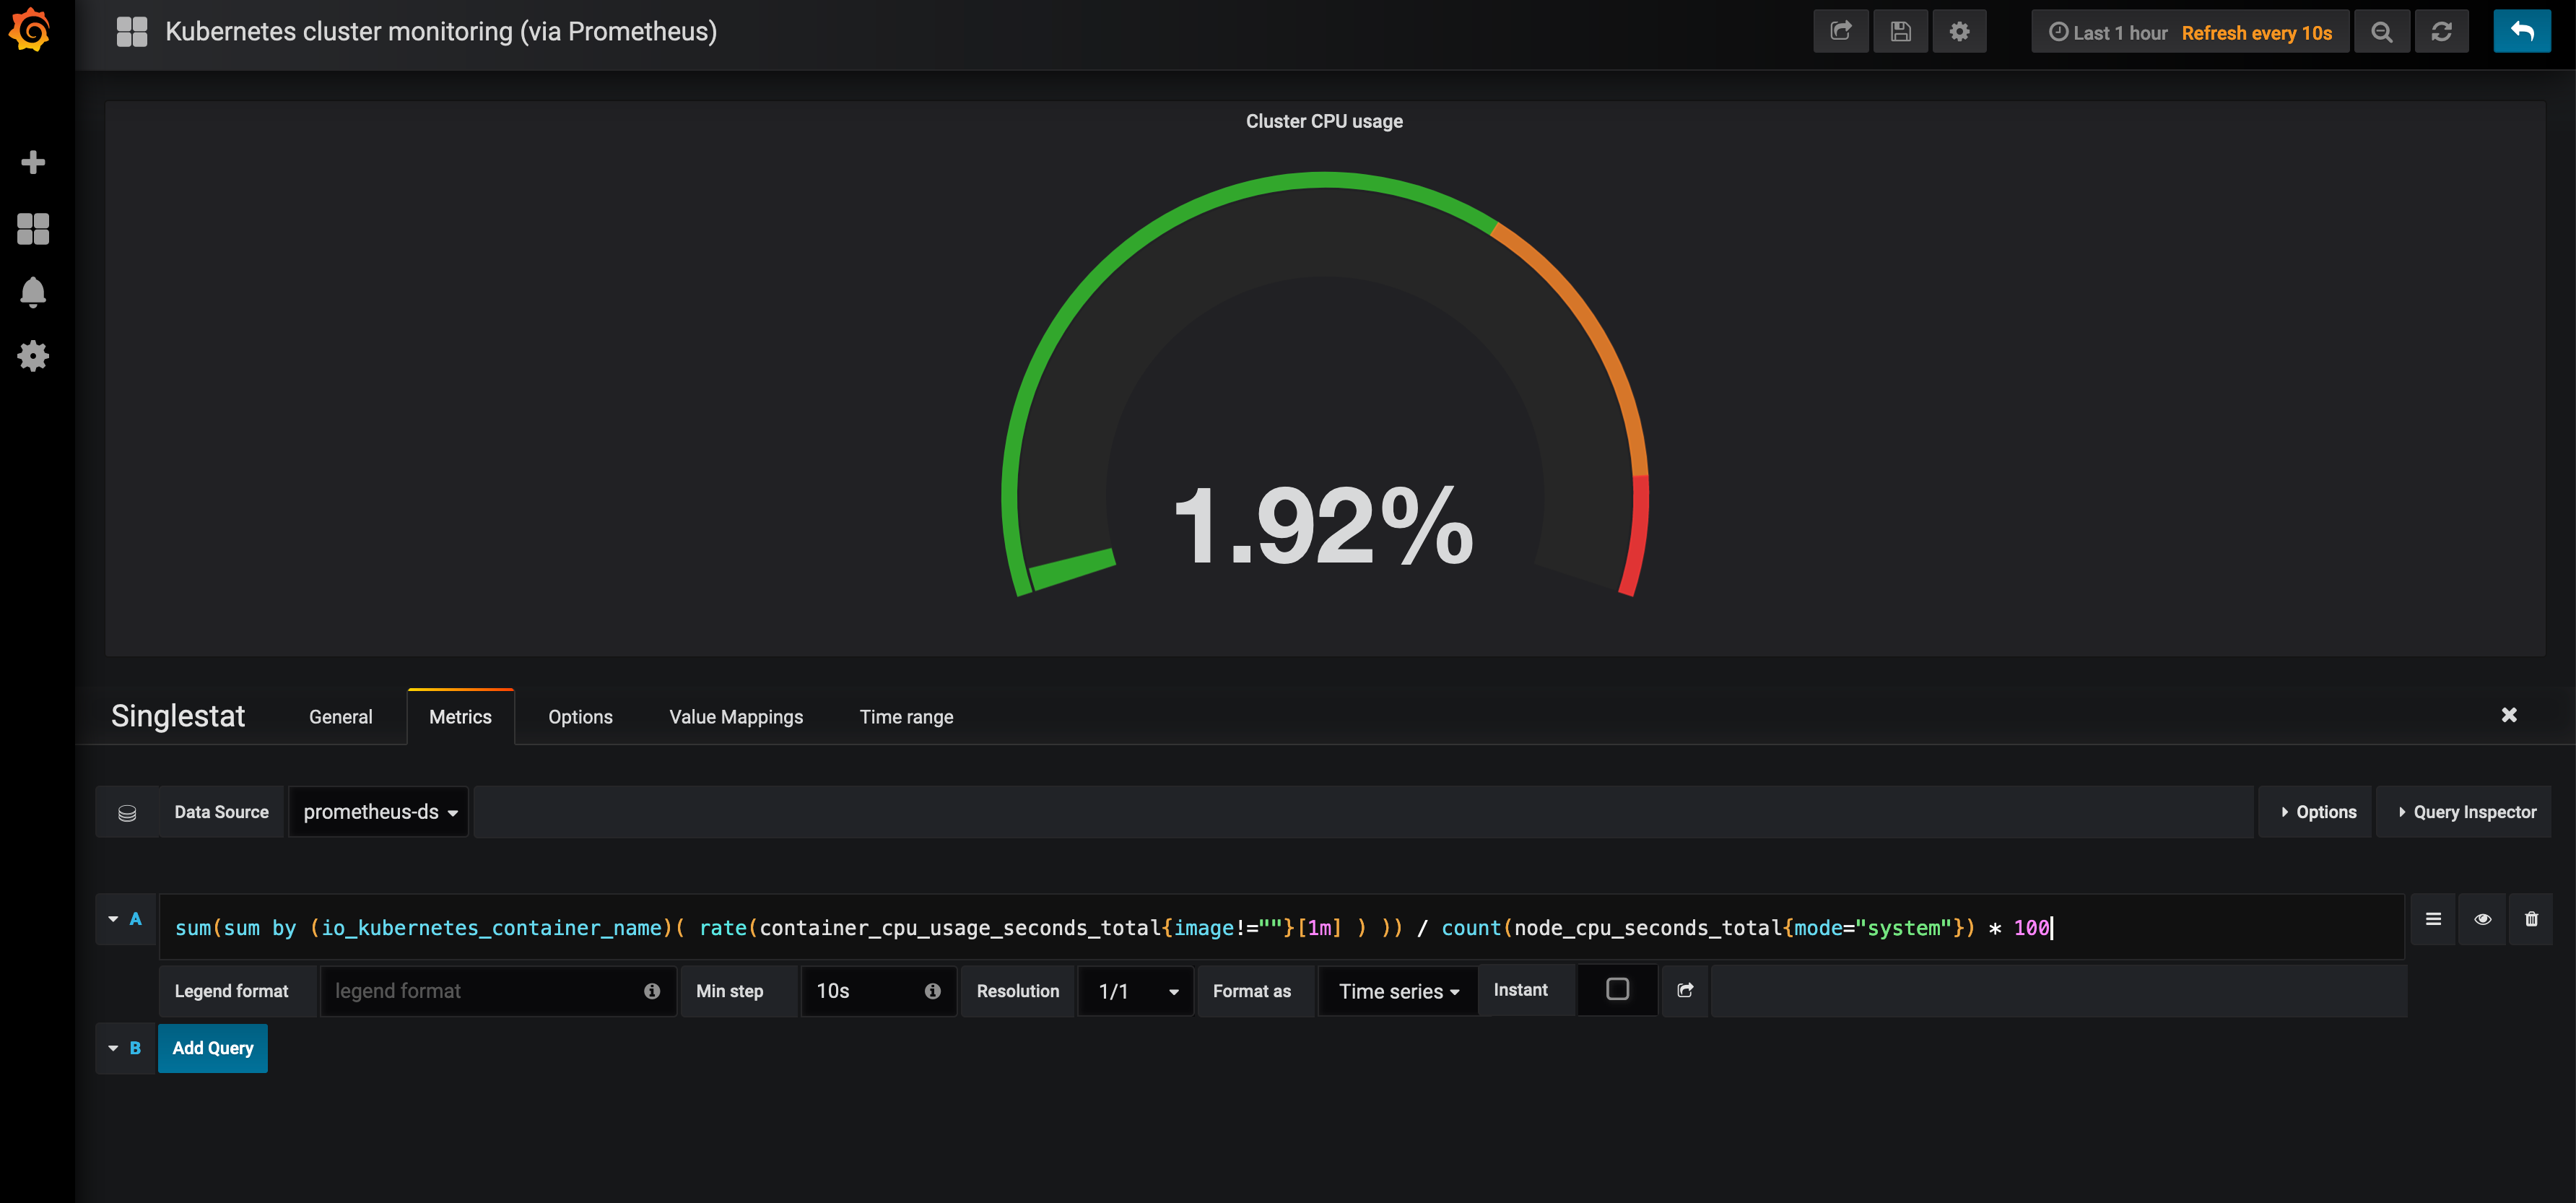 Kubernetes cluster monitoring (via Prometheus)
Last 1 hour Refresh every 10s
Cluster CPU usage
1.92%
Singlestat General Metrics Options Value Mappings Time range
Data Source prometheus-ds Options Query Inspector
A sum(sum by (io_kubernetes_container_name)( rate(container_cpu_usage_seconds_total{image!=""}[1m] ) )) / count(node_cpu_seconds_total{mode="system"}) * 100
Legend format legend format Min step 10s Resolution 1/1 Format as Time series Instant
B Add Query